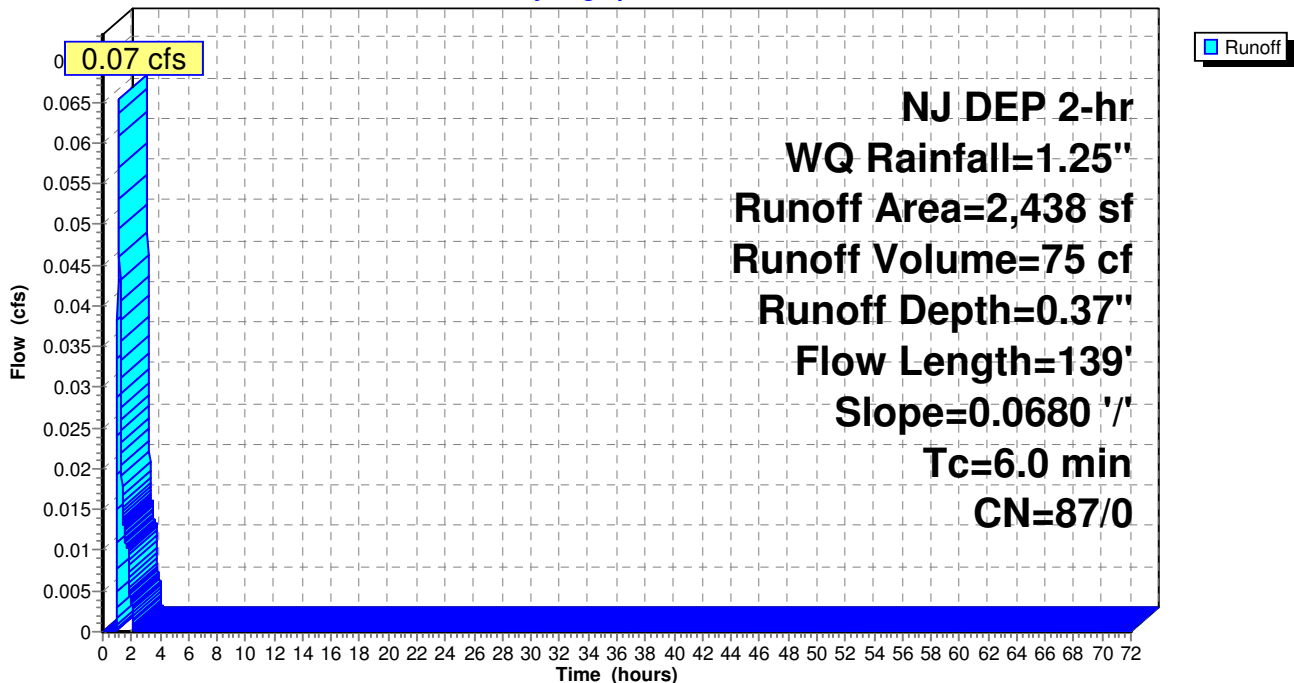 0.07 cfs
Runoff
NJ DEP 2-hr
WQ Rainfall=1.25"
Runoff Area=2,438 sf
Runoff Volume=75 cf
Runoff Depth=0.37"
Flow Length=139'
Slope=0.0680 '/'
Tc=6.0 min
CN=87/0
Flow (cfs)
0.065
0.06
0.055
0.05
0.045
0.04
0.035
0.03
0.025
0.02
0.015
0.01
0.005
0
0 2 4 6 8 10 12 14 16 18 20 22 24 26 28 30 32 34 36 38 40 42 44 46 48 50 52 54 56 58 60 62 64 66 68 70 72
Time (hours)